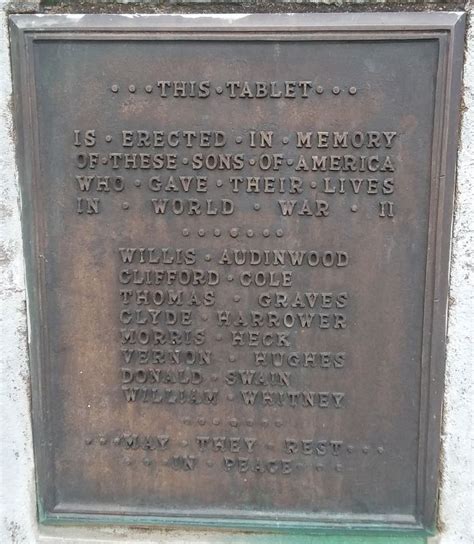 ···THIS·TABLET···
IS·ERECTED·IN·MEMORY
OF·THESE·SONS·OF·AMERICA
WHO·GAVE·THEIR·LIVES
IN·WORLD·WAR·II
·······
WILLIS·AUDINWOOD
CLIFFORD·COLE
THOMAS·GRAVES
CLYDE·HARROWER
MORRIS·HECK
VERNON·HUGHES
DONALD·SWAIN
WILLIAM·WHITNEY
·······
···MAY·THEY·REST···
···IN·PEACE···